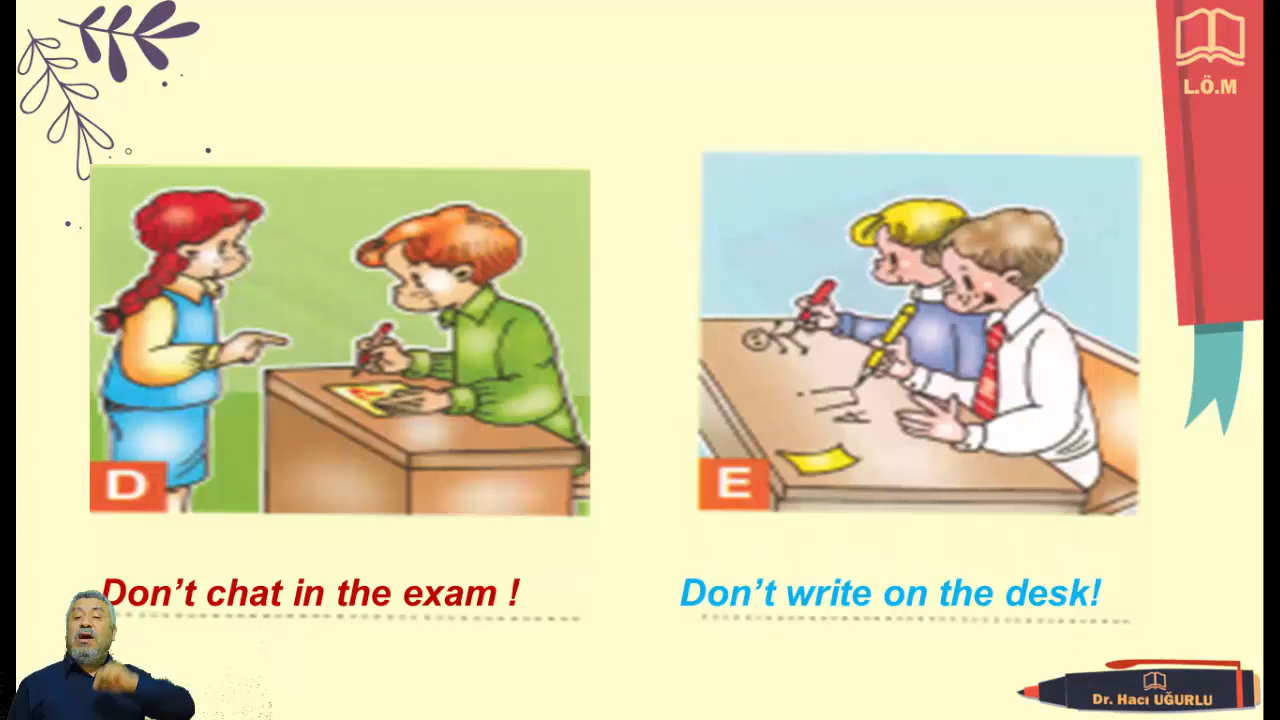 L.Ö.M
D
E
Don't chat in the exam !
Don't write on the desk!
Dr. Hacı UĞURLU